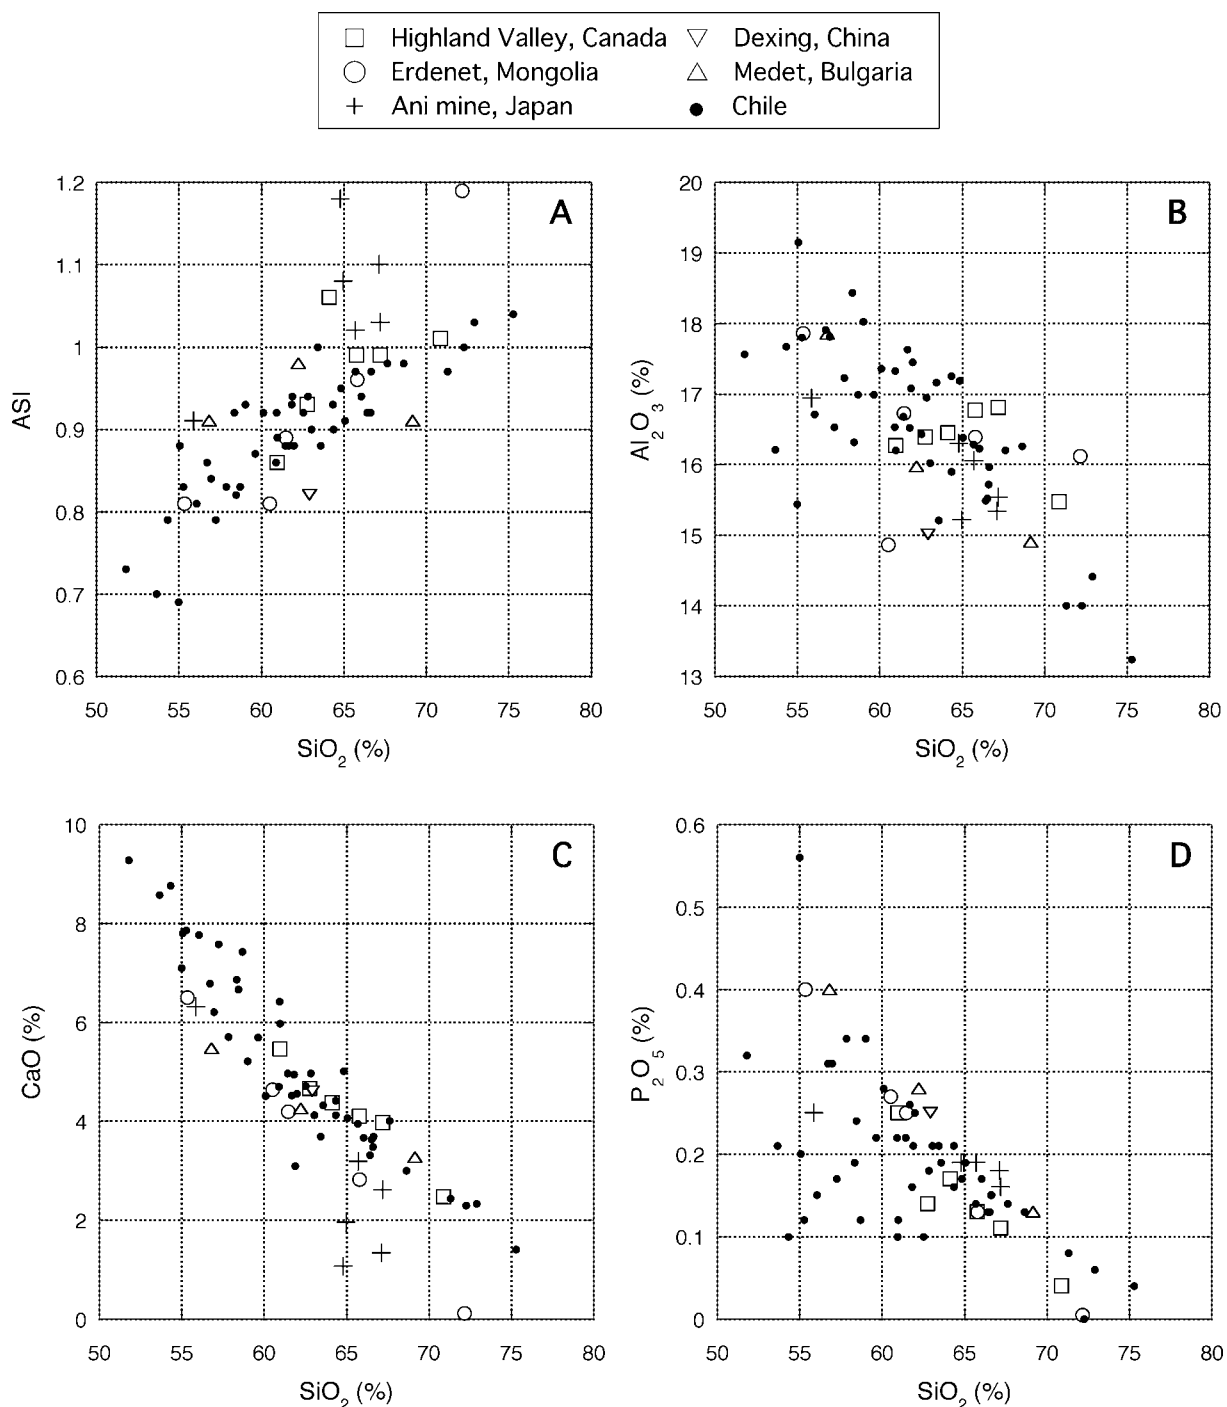 Highland Valley, Canada Dexing, China
Erdenet, Mongolia Medet, Bulgaria
Ani mine, Japan Chile
A
ASI
1.2
1.1
1
0.9
0.8
0.7
0.6
50 55 60 65 70 75 80
SiO2 (%)
B
Al2O3 (%)
20
19
18
17
16
15
14
13
50 55 60 65 70 75 80
SiO2 (%)
C
CaO (%)
10
8
6
4
2
0
50 55 60 65 70 75 80
SiO2 (%)
D
P2O5 (%)
0.6
0.5
0.4
0.3
0.2
0.1
0
50 55 60 65 70 75 80
SiO2 (%)